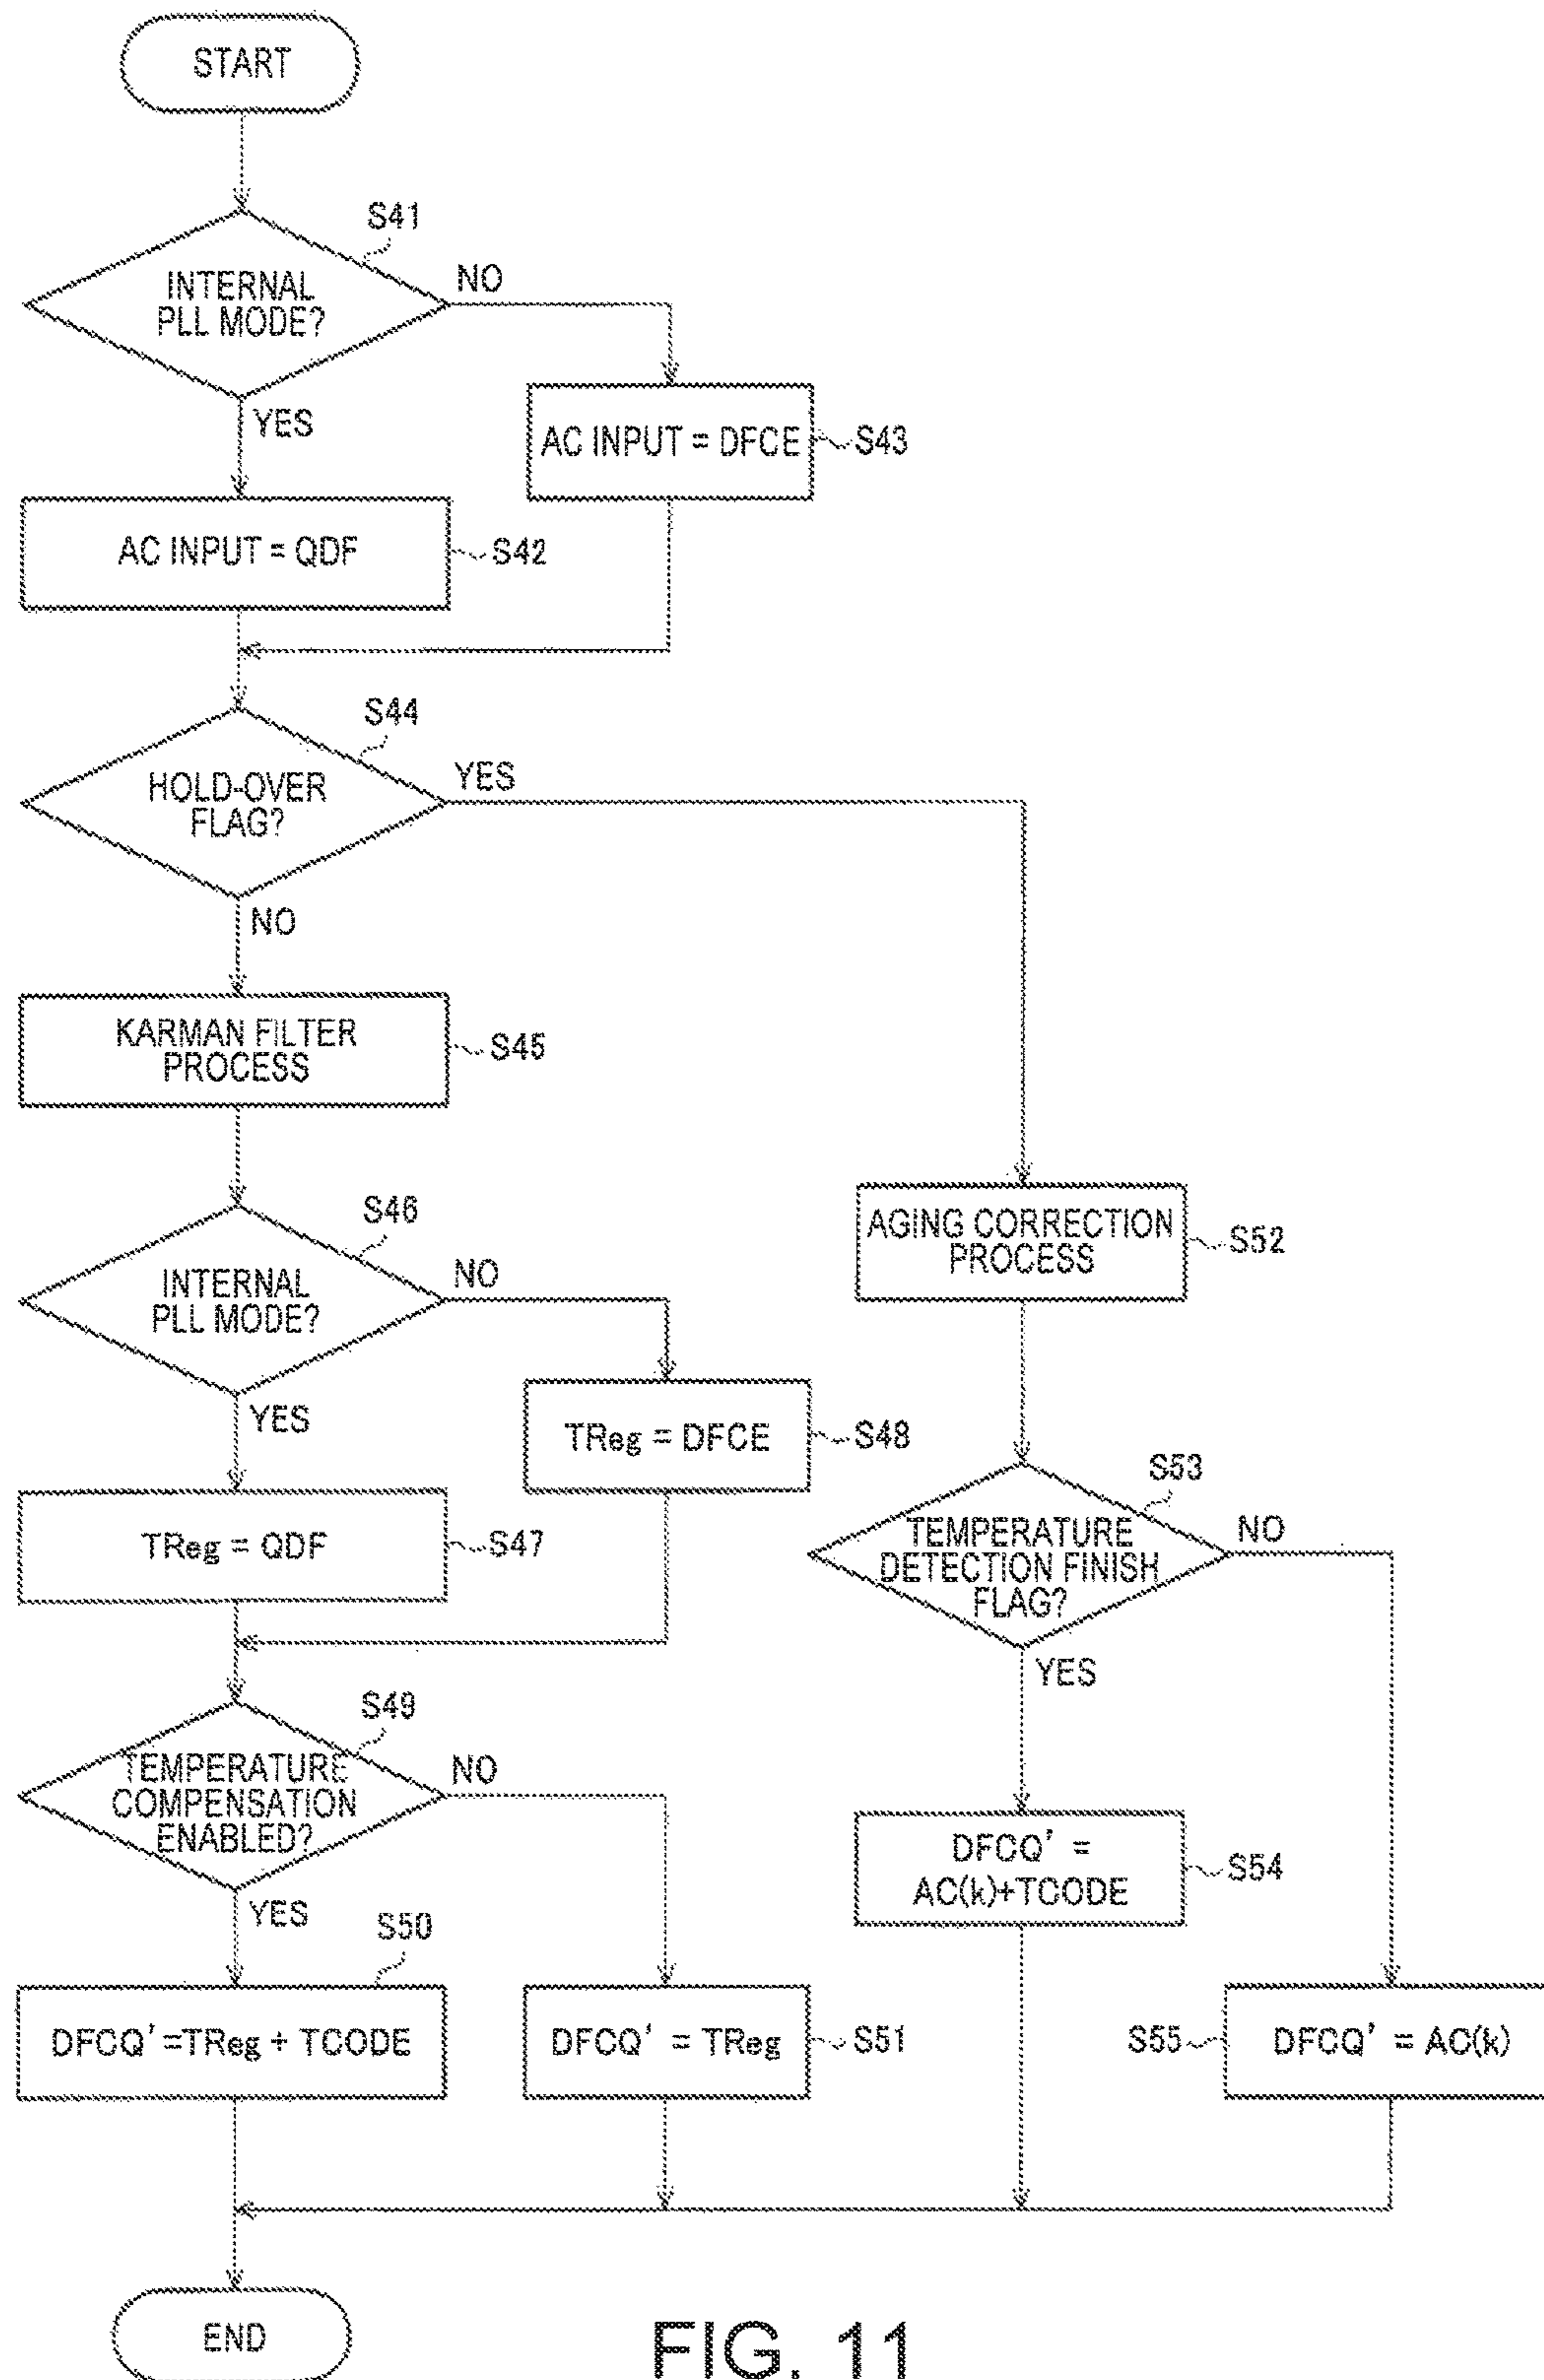 START
S41
INTERNAL
PLL MODE?
NO
YES
AC INPUT = DFCE
S43
AC INPUT = QDF
S42
S44
HOLD-OVER
FLAG?
YES
NO
KARMAN FILTER
PROCESS
S45
S46
INTERNAL
PLL MODE?
NO
YES
AGING CORRECTION
PROCESS
S52
TReg = DFCE
S48
TReg = QDF
S47
S53
TEMPERATURE
DETECTION FINISH
FLAG?
NO
YES
S49
TEMPERATURE
COMPENSATION
ENABLED?
NO
YES
DFCQ' =
AC(k)+TCODE
S54
S50
DFCQ'=TReg + TCODE
DFCQ' = TReg
S51
S55
DFCQ' = AC(k)
END
FIG. 11